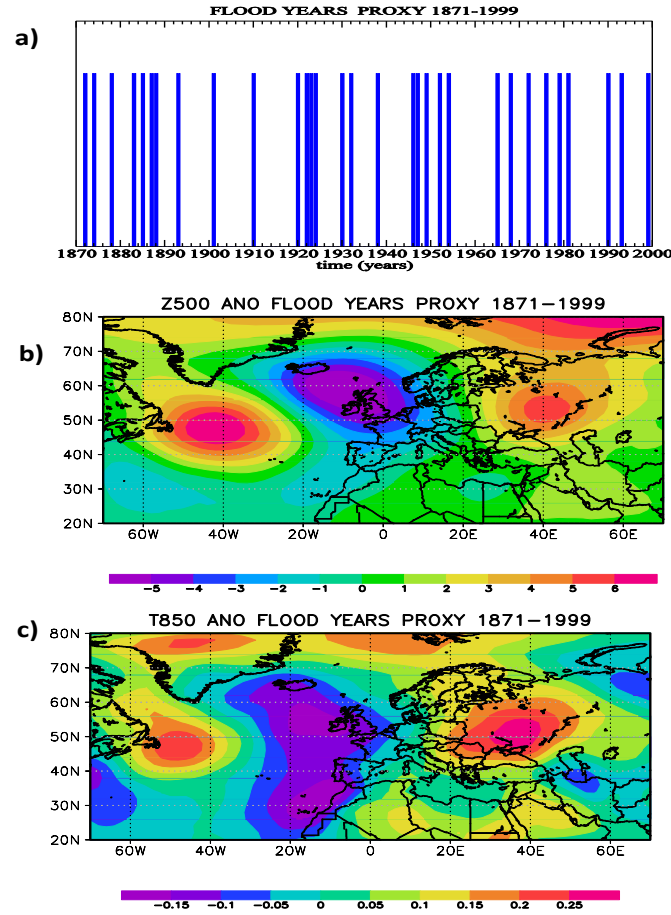 FLOOD YEARS PROXY 1871-1999
a)
1870 1880 1890 1900 1910 1920 1930 1940 1950 1960 1970 1980 1990 2000
time (years)
Z500 ANO FLOOD YEARS PROXY 1871-1999
b)
80N
70N
60N
50N
40N
30N
20N
60W 40W 20W 0 20E 40E 60E
-5 -4 -3 -2 -1 0 1 2 3 4 5 6
T850 ANO FLOOD YEARS PROXY 1871-1999
c)
80N
70N
60N
50N
40N
30N
20N
60W 40W 20W 0 20E 40E 60E
-0.15 -0.1 -0.05 0 0.05 0.1 0.15 0.2 0.25